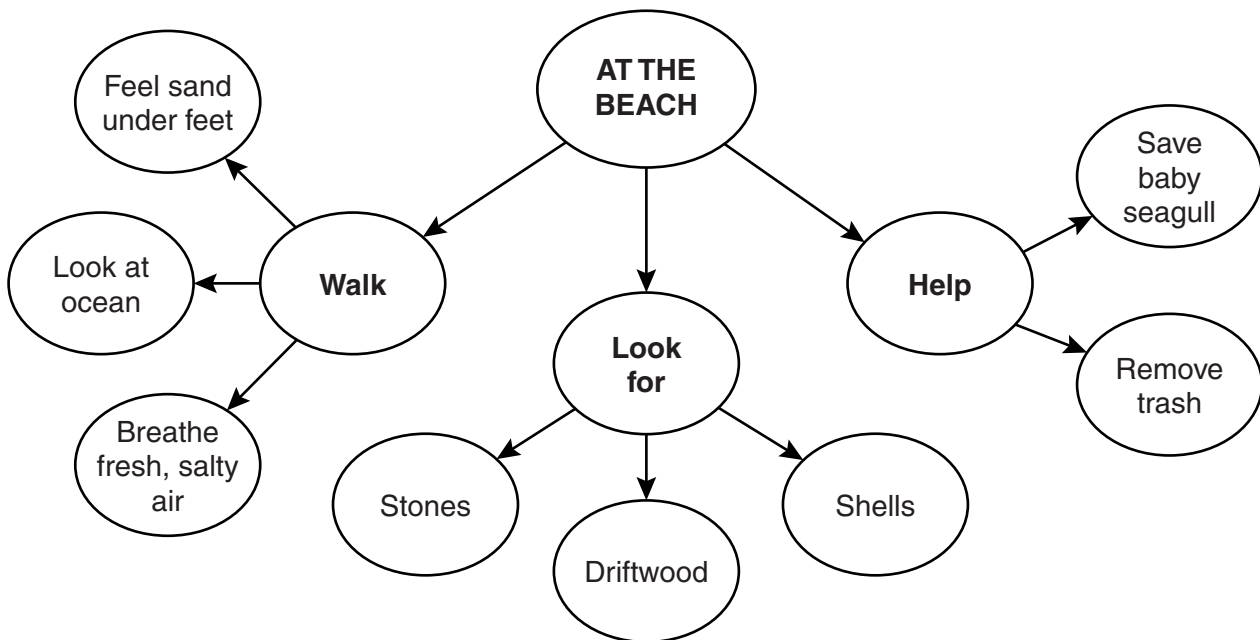 AT THE
BEACH
Feel sand
under feet
Look at
ocean
Breathe
fresh, salty
air
Walk
Look
for
Stones
Driftwood
Shells
Help
Save
baby
seagull
Remove
trash